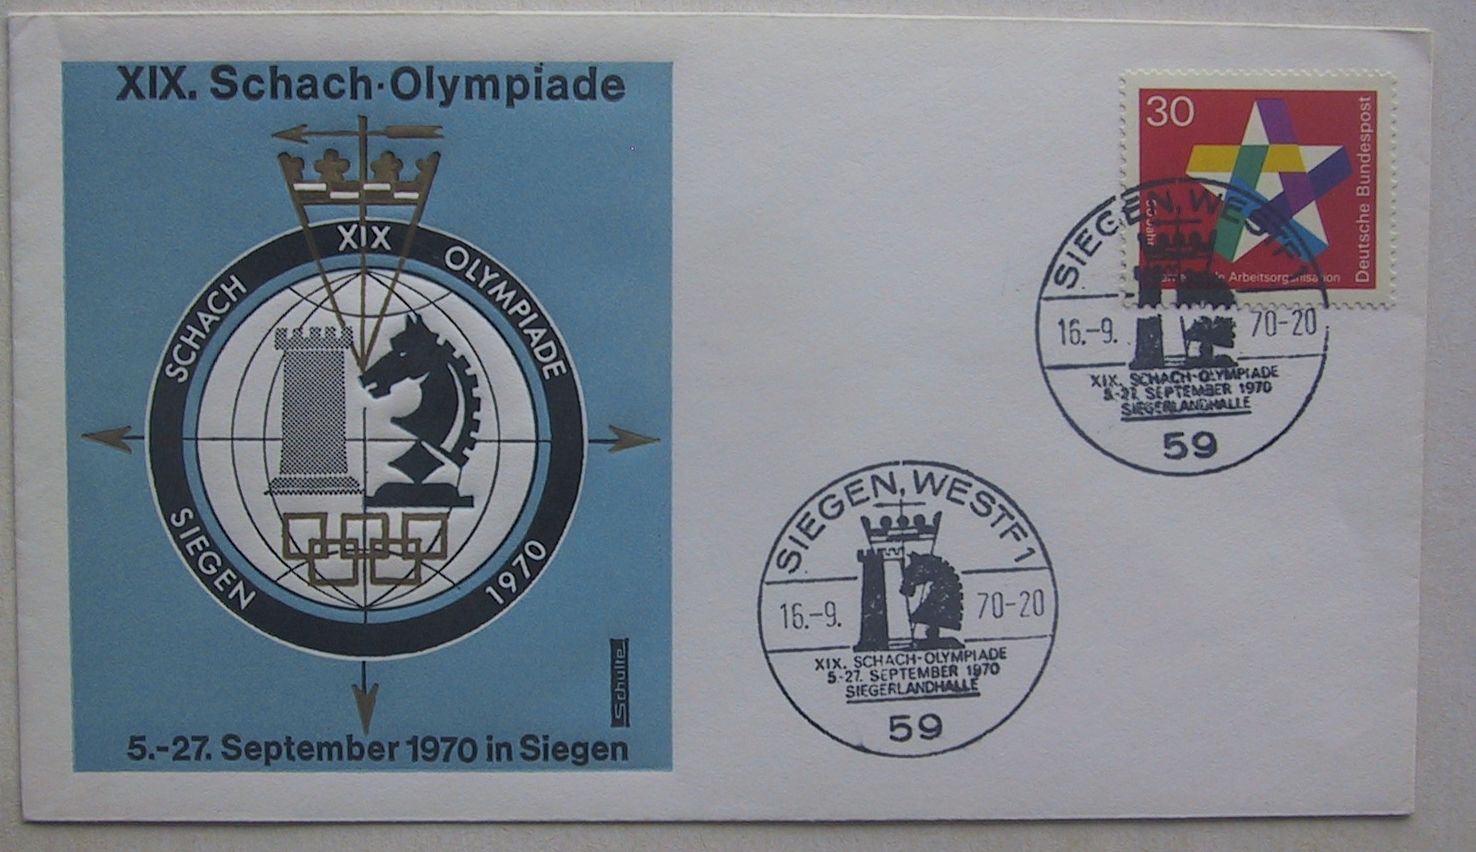 XIX. Schach-Olympiade
XIX
SCHACH OLYMPIADE
SIEGEN 1970
Schulte
5.-27. September 1970 in Siegen
30
Deutsche Bundespost
Arbeitsorganisation
SIEGEN, WESTF
16.-9. 70-20
XIX. SCHACH-OLYMPIADE
5-27. SEPTEMBER 1970
SIEGERLANDHALLE
59
SIEGEN, WESTF 1
16.-9. 70-20
XIX. SCHACH-OLYMPIADE
5-27. SEPTEMBER 1970
SIEGERLANDHALLE
59